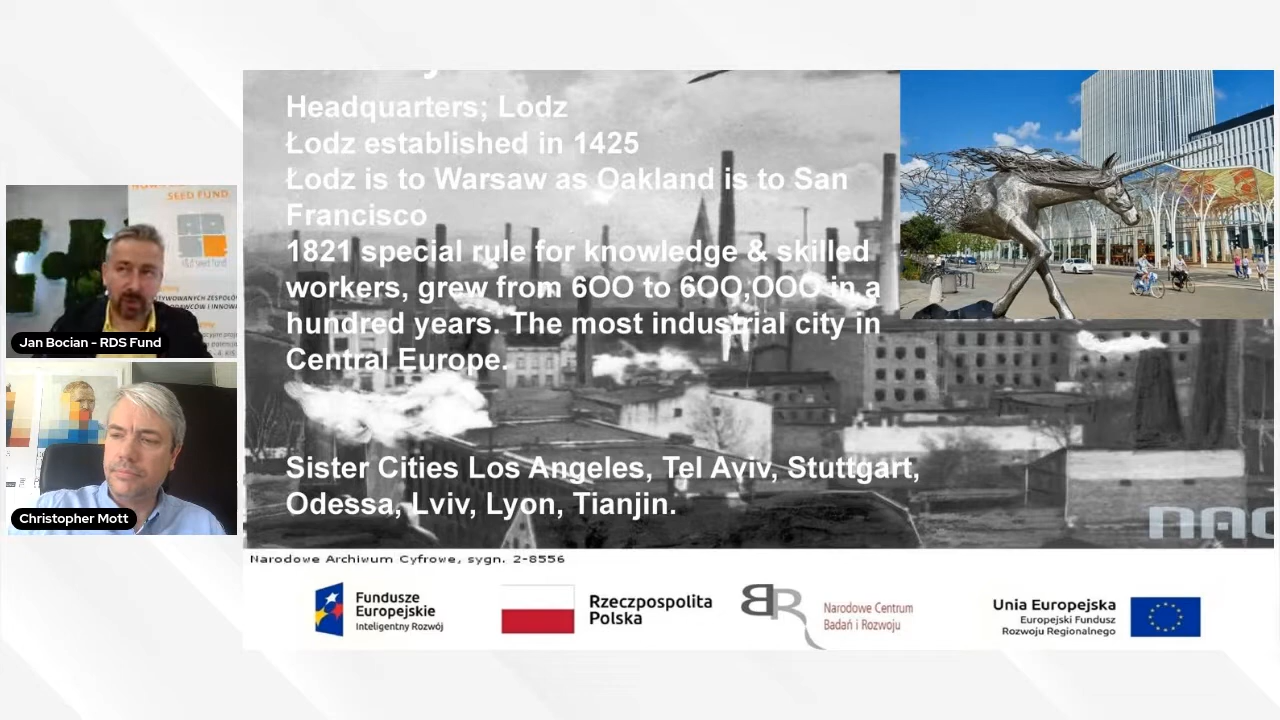 Headquarters; Lodz
Łodz established in 1425
Łodz is to Warsaw as Oakland is to San
Francisco
1821 special rule for knowledge & skilled
workers, grew from 6OO to 6OO,OOO in a
hundred years. The most industrial city in
Central Europe.
Sister Cities Los Angeles, Tel Aviv, Stuttgart,
Odessa, Lviv, Lyon, Tianjin.
NAC
Narodowe Archiwum Cyfrowe, sygn. 2-8556
SEED FUND
Jan Bocian - RDS Fund
Christopher Mott
Fundusze
Europejskie
Inteligentny Rozwój
Rzeczpospolita
Polska
BR
Narodowe Centrum
Badań i Rozwoju
Unia Europejska
Europejski Fundusz
Rozwoju Regionalnego